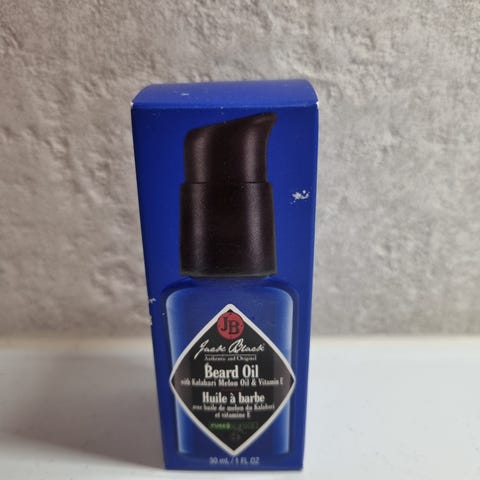 JB
Jack Black
Authentic and Original
Beard Oil
with Kalahari Melon Oil & Vitamin E
Huile à barbe
avec huile de melon du Kalahari
et vitamine E
30 mL / 1 FL OZ